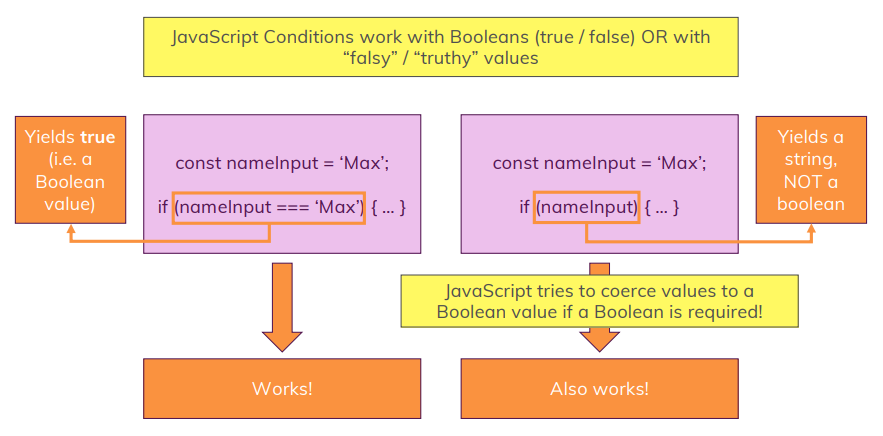 JavaScript Conditions work with Booleans (true / false) OR with
“falsy” / “truthy” values
Yields true
(i.e. a
Boolean
value)
const nameInput = ‘Max’;
if (nameInput === ‘Max’) { ... }
const nameInput = ‘Max’;
if (nameInput) { ... }
Yields a
string,
NOT a
boolean
JavaScript tries to coerce values to a
Boolean value if a Boolean is required!
Works!
Also works!